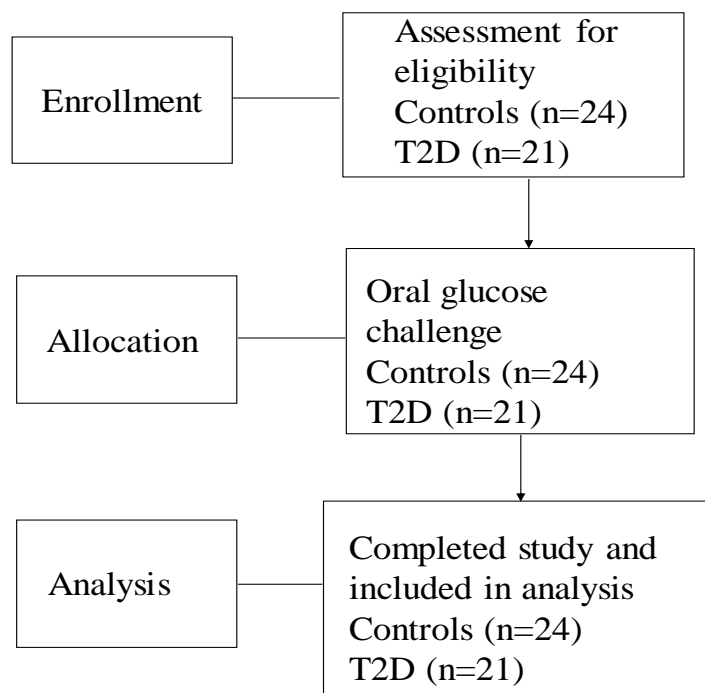 Enrollment
Assessment for
eligibility
Controls (n=24)
T2D (n=21)
Allocation
Oral glucose
challenge
Controls (n=24)
T2D (n=21)
Analysis
Completed study and
included in analysis
Controls (n=24)
T2D (n=21)